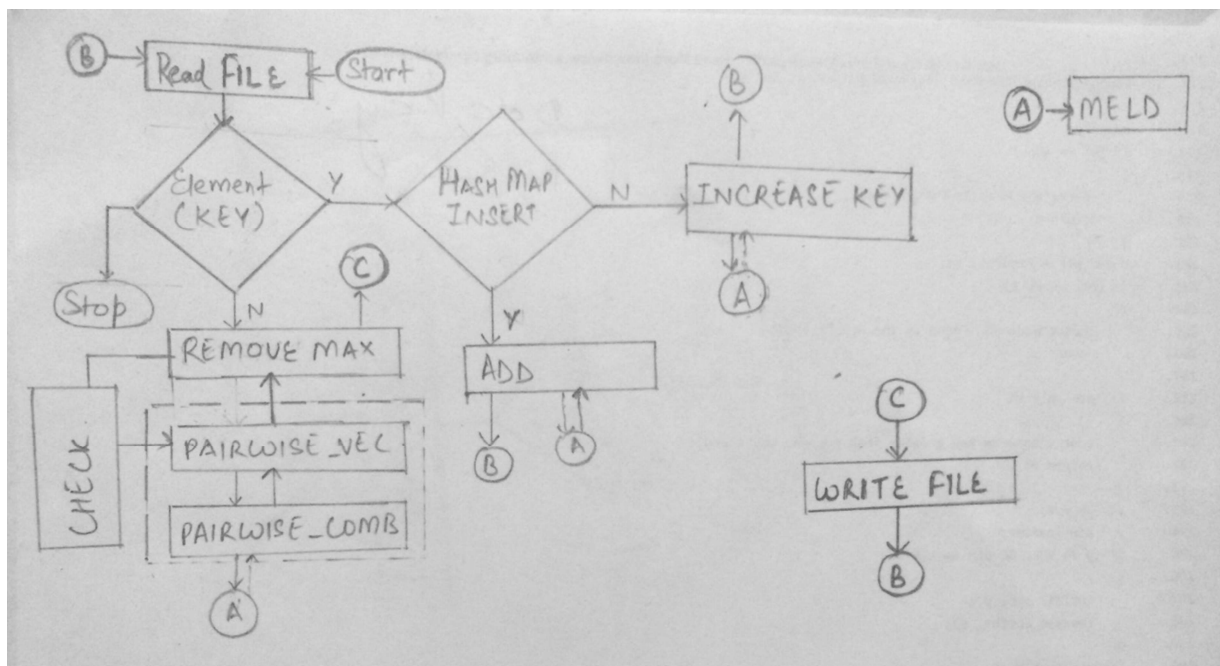 B
Read FILE
Start
Element
(KEY)
Y
HASH MAP
INSERT
N
INCREASE KEY
B
A
A
MELD
Stop
N
C
REMOVE MAX
CHECK
PAIRWISE_VEC
PAIRWISE_COMB
A
Y
ADD
B
A
C
WRITE FILE
B